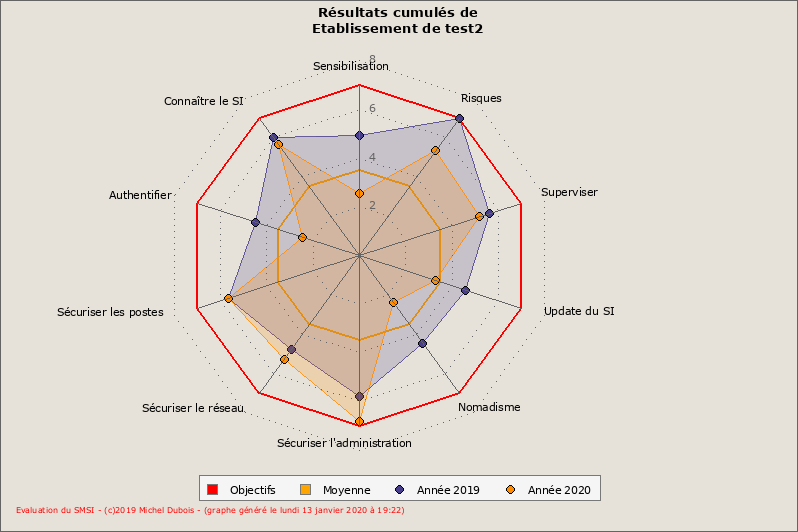 Résultats cumulés de
Etablissement de test2
8
Sensibilisation
Connaître le SI
Risques
6
4
Authentifier
Superviser
2
Sécuriser les postes
Update du SI
Sécuriser le réseau
Nomadisme
Sécuriser l'administration
Objectifs
Moyenne
Année 2019
Année 2020
Evaluation du SMSI - (c)2019 Michel Dubois - (graphe généré le lundi 13 janvier 2020 à 19:22)